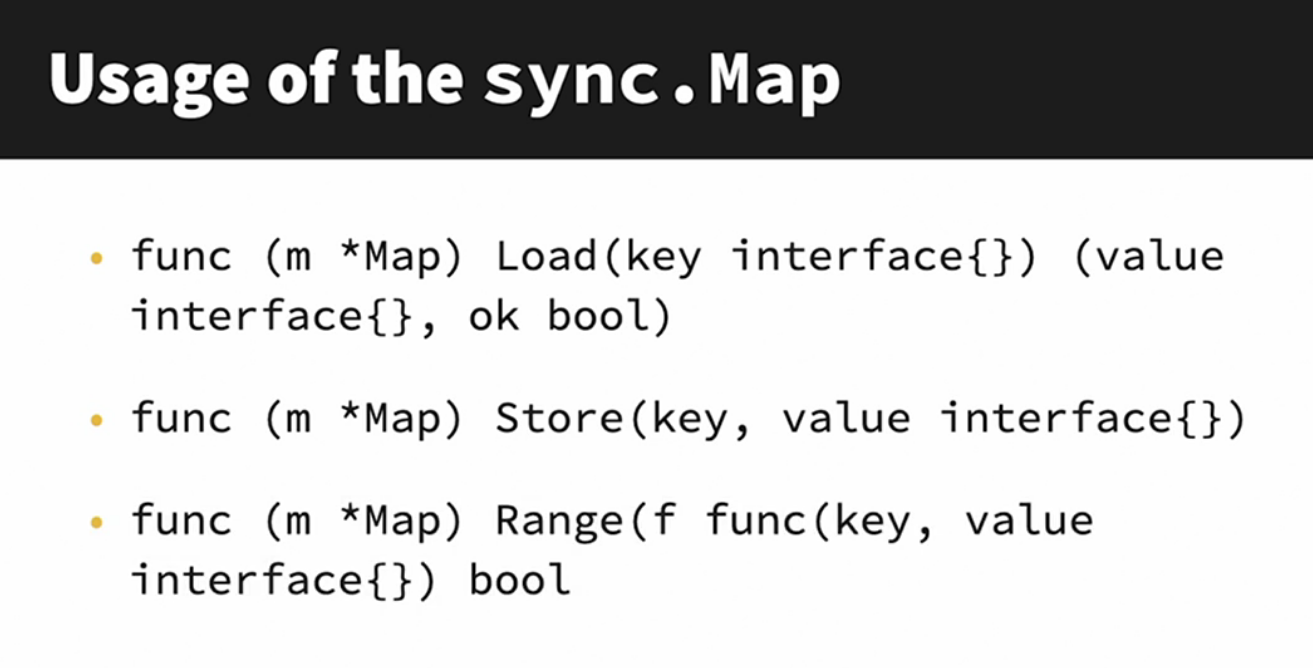 Usage of the sync.Map
• func (m *Map) Load(key interface{}) (value
interface{}, ok bool)
• func (m *Map) Store(key, value interface{})
• func (m *Map) Range(f func(key, value
interface{}) bool